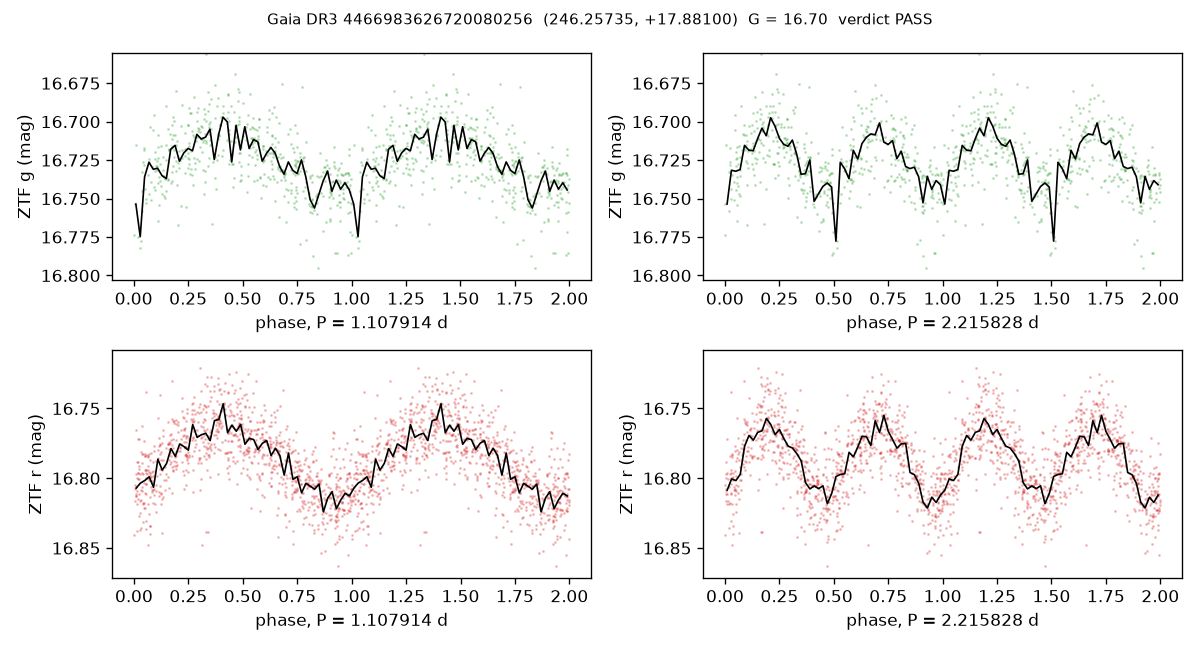 Gaia DR3 4466983626720080256 (246.25735, +17.88100) G = 16.70 verdict PASS
ZTF g (mag)
16.675
16.700
16.725
16.750
16.775
16.800
0.00 0.25 0.50 0.75 1.00 1.25 1.50 1.75 2.00
phase, P = 1.107914 d
ZTF g (mag)
16.675
16.700
16.725
16.750
16.775
16.800
0.00 0.25 0.50 0.75 1.00 1.25 1.50 1.75 2.00
phase, P = 2.215828 d
ZTF r (mag)
16.75
16.80
16.85
0.00 0.25 0.50 0.75 1.00 1.25 1.50 1.75 2.00
phase, P = 1.107914 d
ZTF r (mag)
16.75
16.80
16.85
0.00 0.25 0.50 0.75 1.00 1.25 1.50 1.75 2.00
phase, P = 2.215828 d